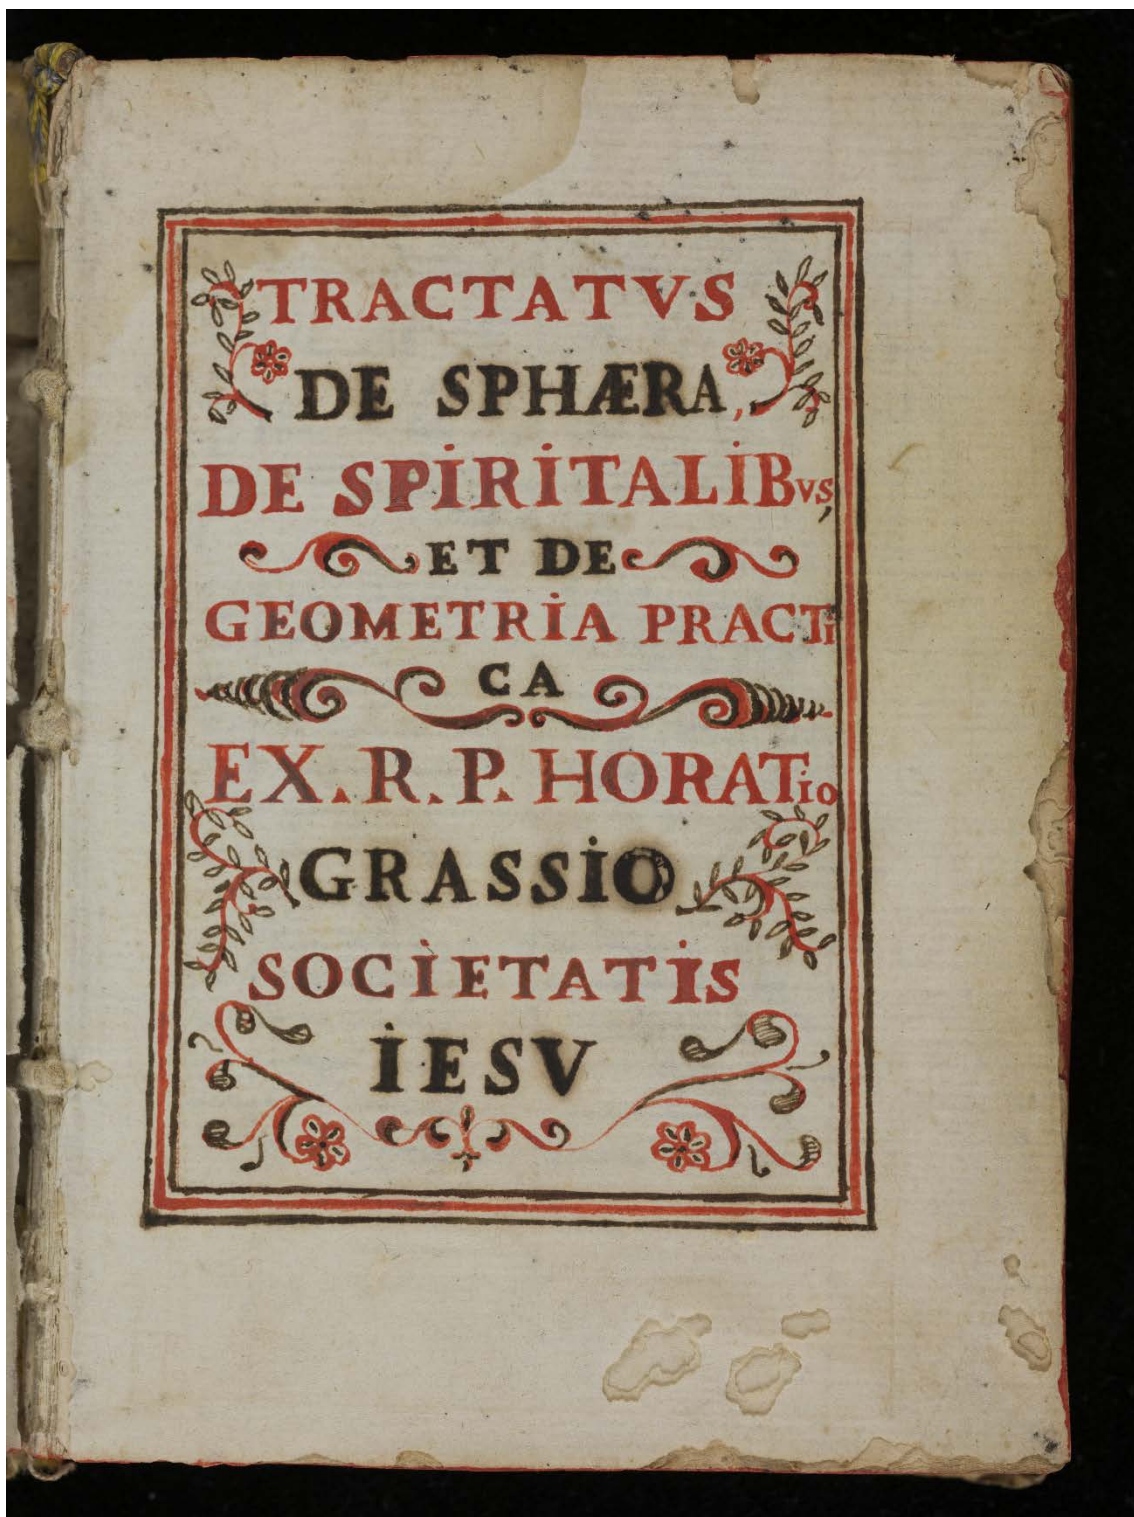 TRACTATVS
DE SPHÆRA,
DE SPIRITALIBVS,
ET DE
GEOMETRIA PRACTI
CA
EX. R. P. HORATIO
GRASSIO
SOCIETATIS
IESV